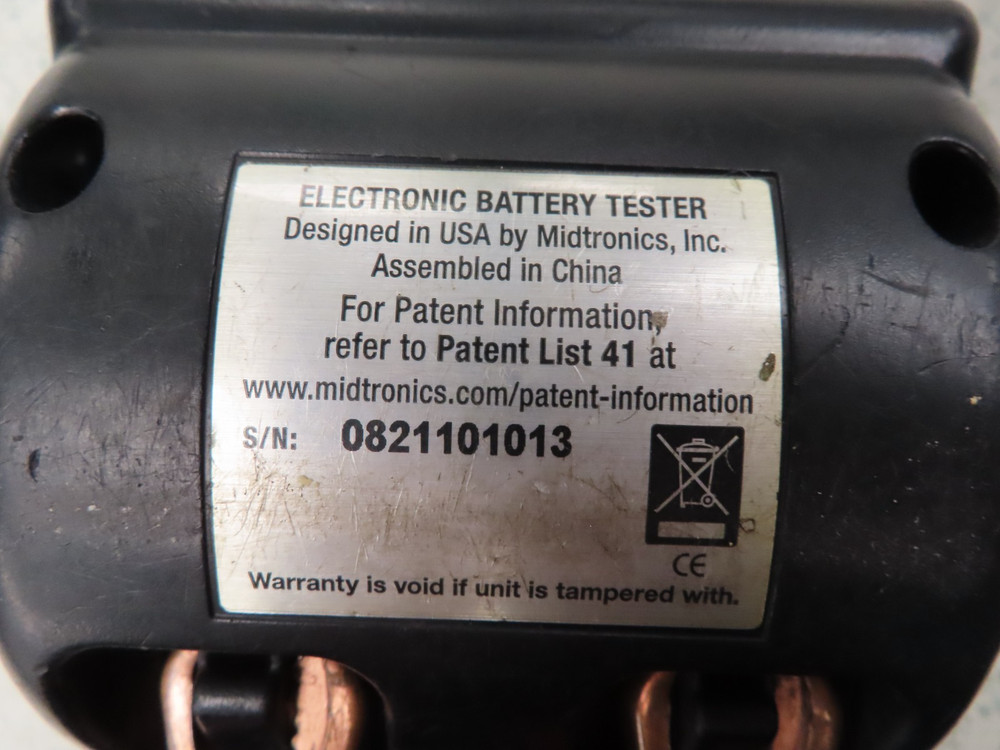 ELECTRONIC BATTERY TESTER
Designed in USA by Midtronics, Inc.
Assembled in China
For Patent Information,
refer to Patent List 41 at
www.midtronics.com/patent-information
S/N: 0821101013
CE
Warranty is void if unit is tampered with.